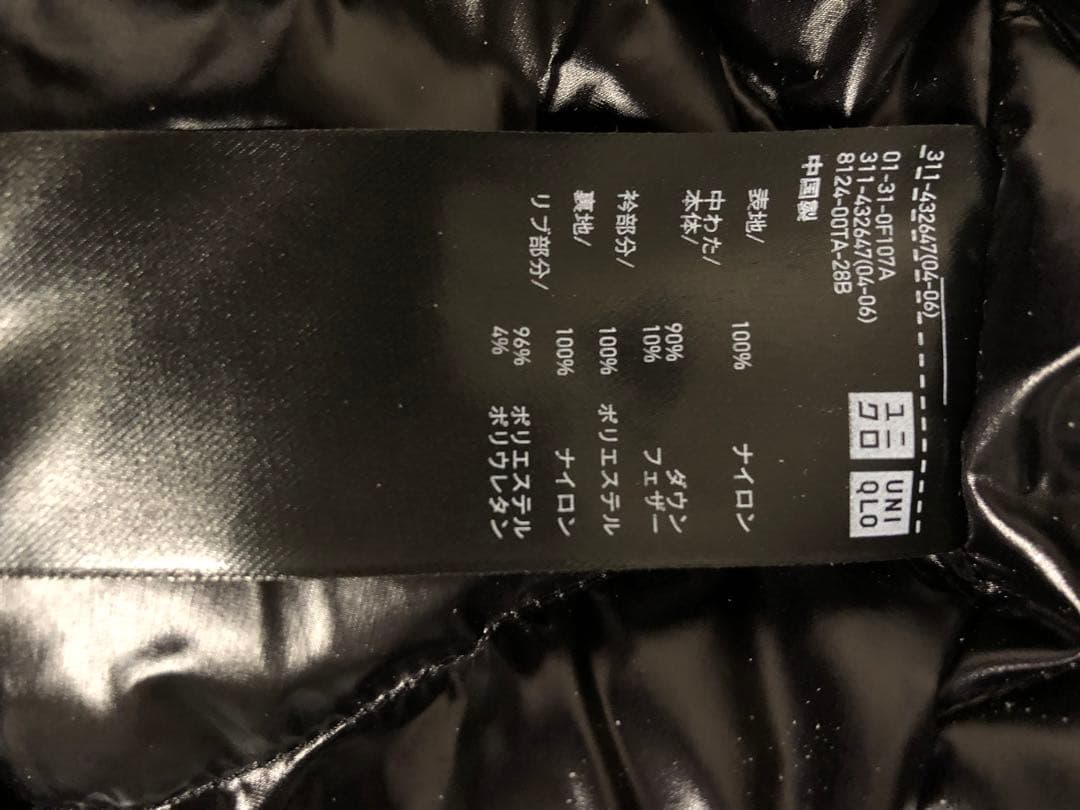 311-432647(04-06)
ユニクロ
UNIQLO
01-31-0F107A
311-432647(04-06)
8124-00TA-28B
中国製
表地/ 100% ナイロン
中わた/
本体/ 90% ダウン
10% フェザー
衿部分/ 100% ポリエステル
裏地/ 100% ナイロン
リブ部分/ 96% ポリエステル
4% ポリウレタン